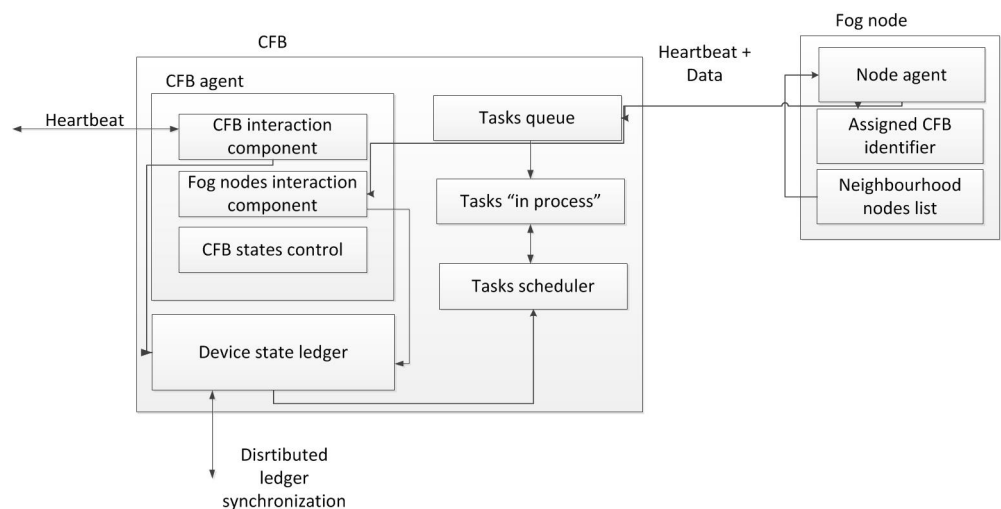 Fog node
CFB
Heartbeat +
Data
Node agent
CFB agent
Heartbeat
CFB interaction
component
Tasks queue
Assigned CFB
identifier
Fog nodes interaction
component
Tasks “in process”
Neighbourhood
nodes list
CFB states control
Tasks scheduler
Device state ledger
Disrtibuted
ledger
synchronization